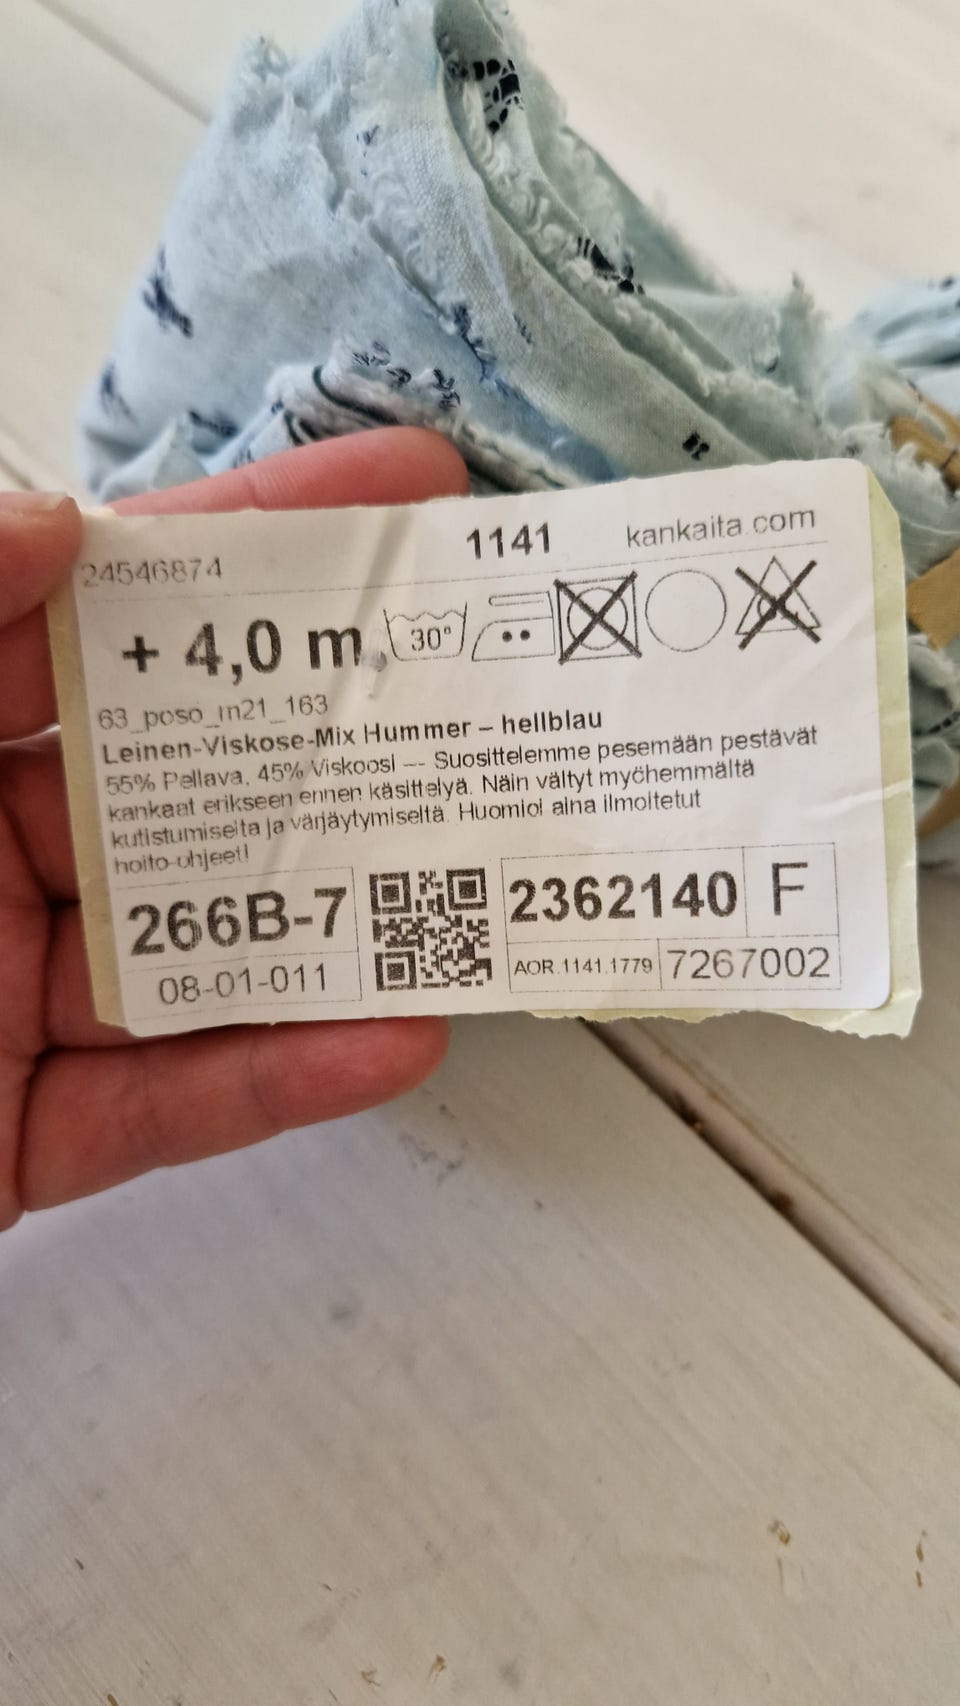 24546874 1141 kankaita.com
+ 4,0 m 30°
63_poso_m21_163
Leinen-Viskose-Mix Hummer – hellblau
55% Pellava, 45% Viskoosi –- Suosittelemme pesemään pestävät
kankaat erikseen ennen käsittelyä. Näin vältyt myöhemmältä
kutistumiselta ja värjäytymiseltä. Huomioi aina ilmoitetut
hoito-ohjeet!
266B-7 2362140 F
08-01-011 AOR.1141.1779 7267002